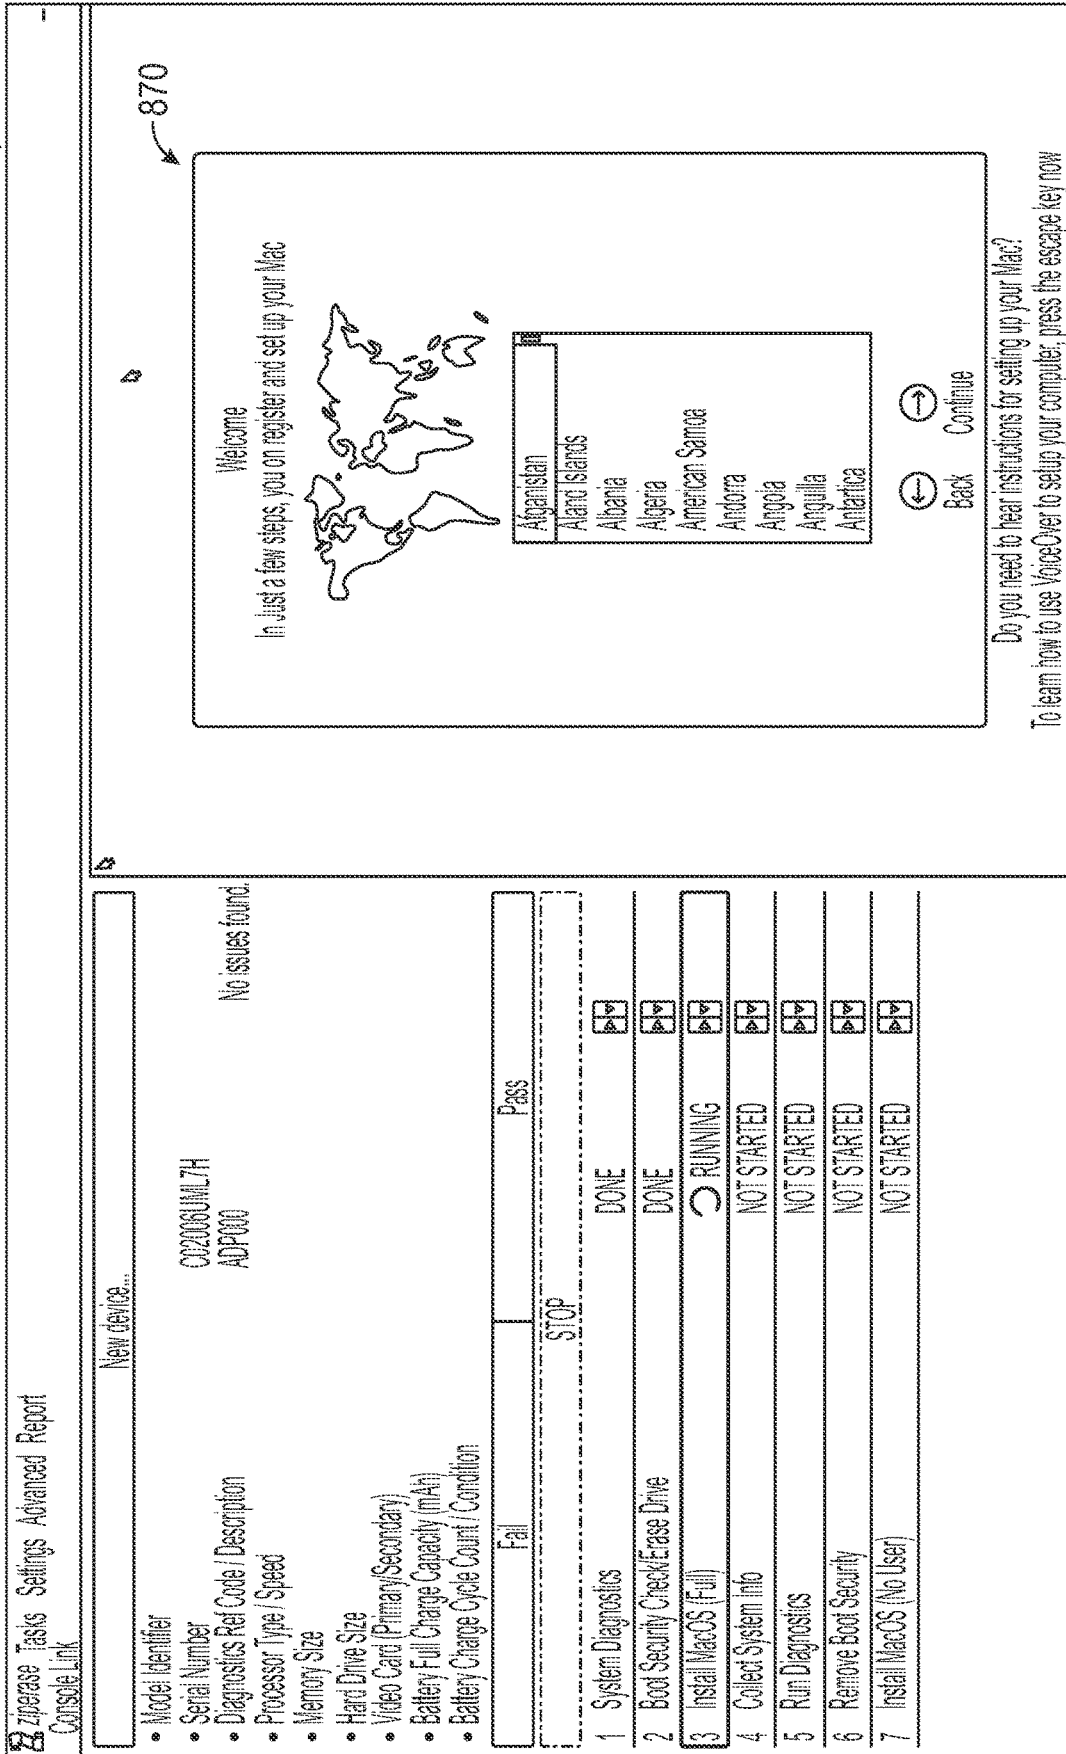 ziperase Tasks Settings Advanced Report
Console Link
New device...
• Model Identifier
• Serial Number C02006UML7H
• Diagnostics Ref Code / Description ADP000 No issues found.
• Processor Type / Speed
• Memory Size
• Hard Drive Size
• Video Card (Primary/Secondary)
• Battery Full Charge Capacity (mAh)
• Battery Charge Cycle Count / Condition
Fail Pass
STOP
1 System Diagnostics DONE
2 Boot Security Check/Erase Drive DONE
3 Install MacOS (Full) RUNNING
4 Collect System Info NOT STARTED
5 Run Diagnostics NOT STARTED
6 Remove Boot Security NOT STARTED
7 Install MacOS (No User) NOT STARTED
870
Welcome
In Just a few steps, you on register and set up your Mac
Afganistan
Aland Islands
Albania
Algeria
American Samoa
Andorra
Angola
Anguilla
Antartica
Back Continue
Do you need to hear instructions for setting up your Mac?
To learn how to use VoiceOver to setup your computer, press the escape key now